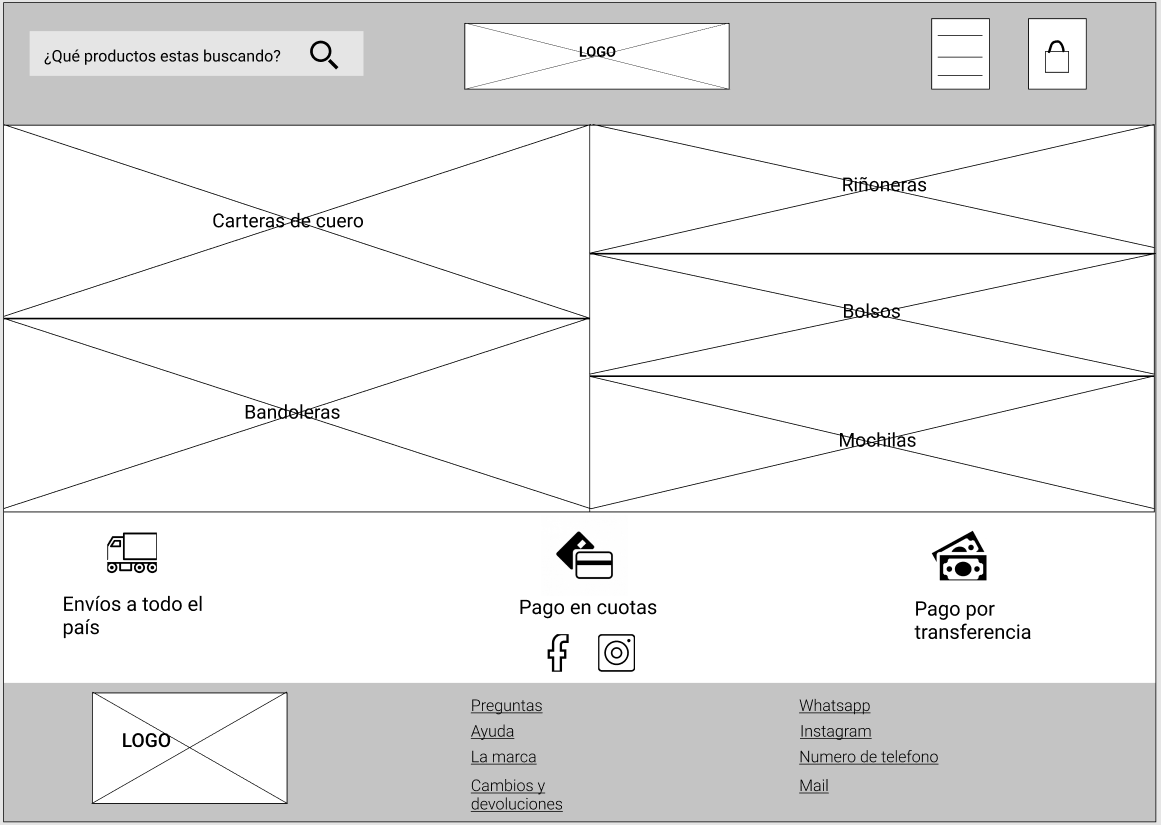 ¿Qué productos estas buscando?
LOGO
Carteras de cuero
Riñoneras
Bolsos
Bandoleras
Mochilas
Envíos a todo el
país
Pago en cuotas
Pago por
transferencia
LOGO
Preguntas
Ayuda
La marca
Cambios y
devoluciones
Whatsapp
Instagram
Numero de telefono
Mail